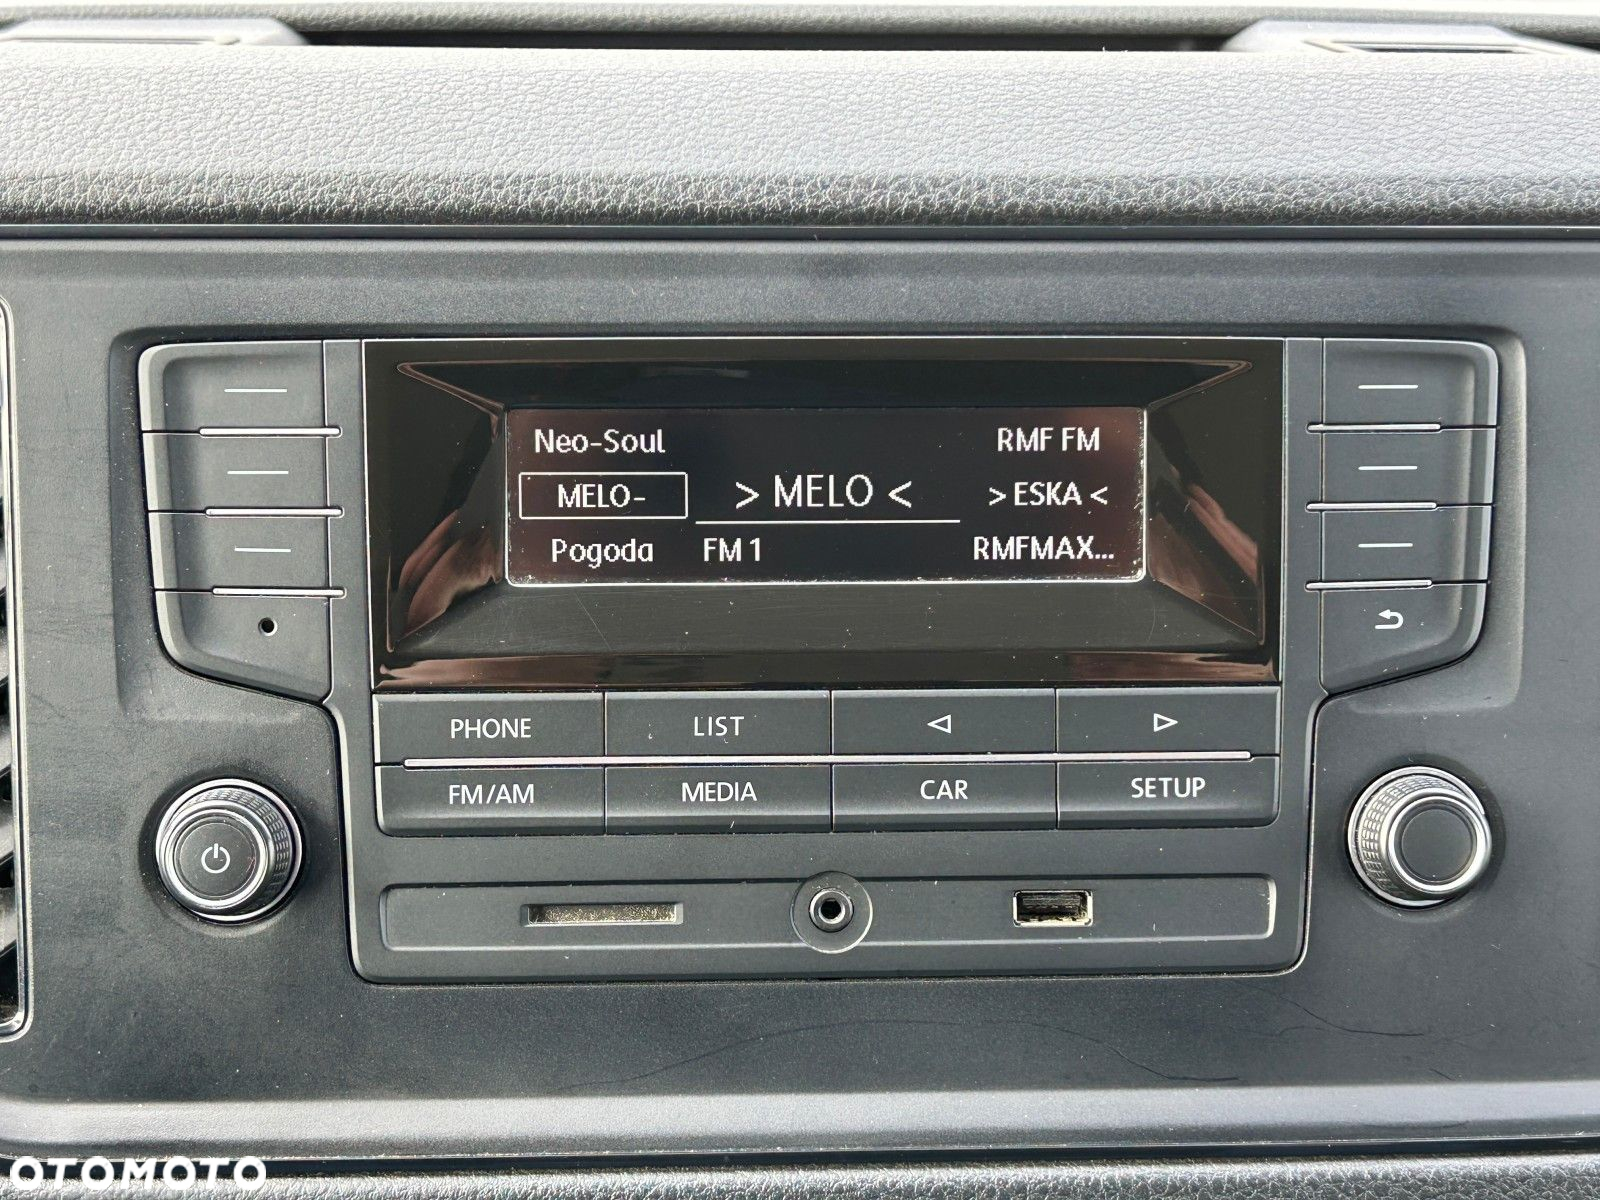 Neo-Soul
RMF FM
MELO-
> MELO <
> ESKA <
Pogoda
FM 1
RMFMAX...
PHONE
LIST
FM/AM
MEDIA
CAR
SETUP
OTOMOTO